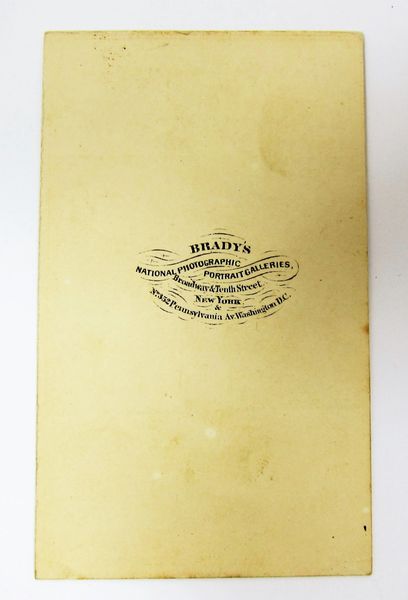 BRADY'S
NATIONAL PHOTOGRAPHIC
PORTRAIT GALLERIES,
Broadway & Tenth Street
NEW YORK
&
No. 352 Pennsylvania Av. Washington D.C.